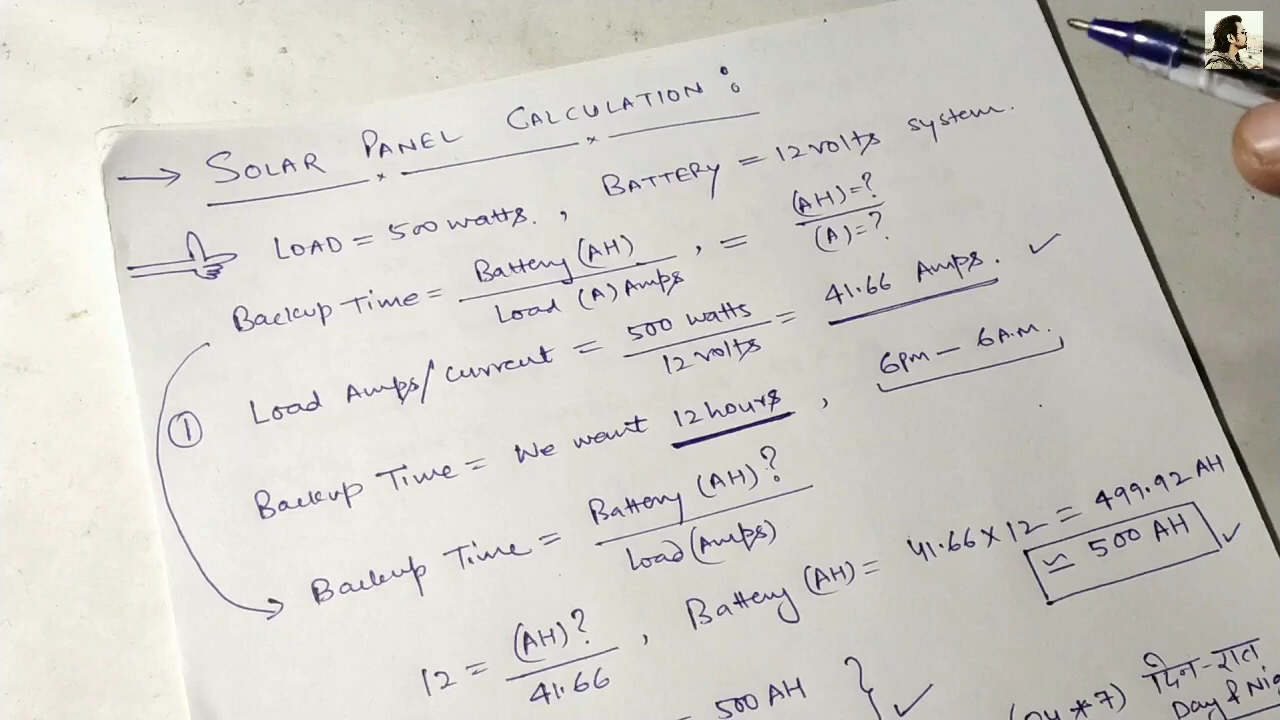 → SOLAR PANEL CALCULATION :
LOAD = 500 watts. , BATTERY = 12 volts system.
Backup Time = Battery (AH) / Load (A) Amps , = (AH)=? / (A)=?
① Load Amps/current = 500 watts / 12 volts = 41.66 Amps. ✓
Backup Time = We want 12 hours , 6pm - 6A.M.
Backup Time = Battery (AH)? / Load (Amps)
12 = (AH)? / 41.66 , Battery (AH) = 41.66 × 12 = 499.92 AH
≃ 500 AH ✓
= 500 AH } ✓
* 7) दिन-रात
Day &